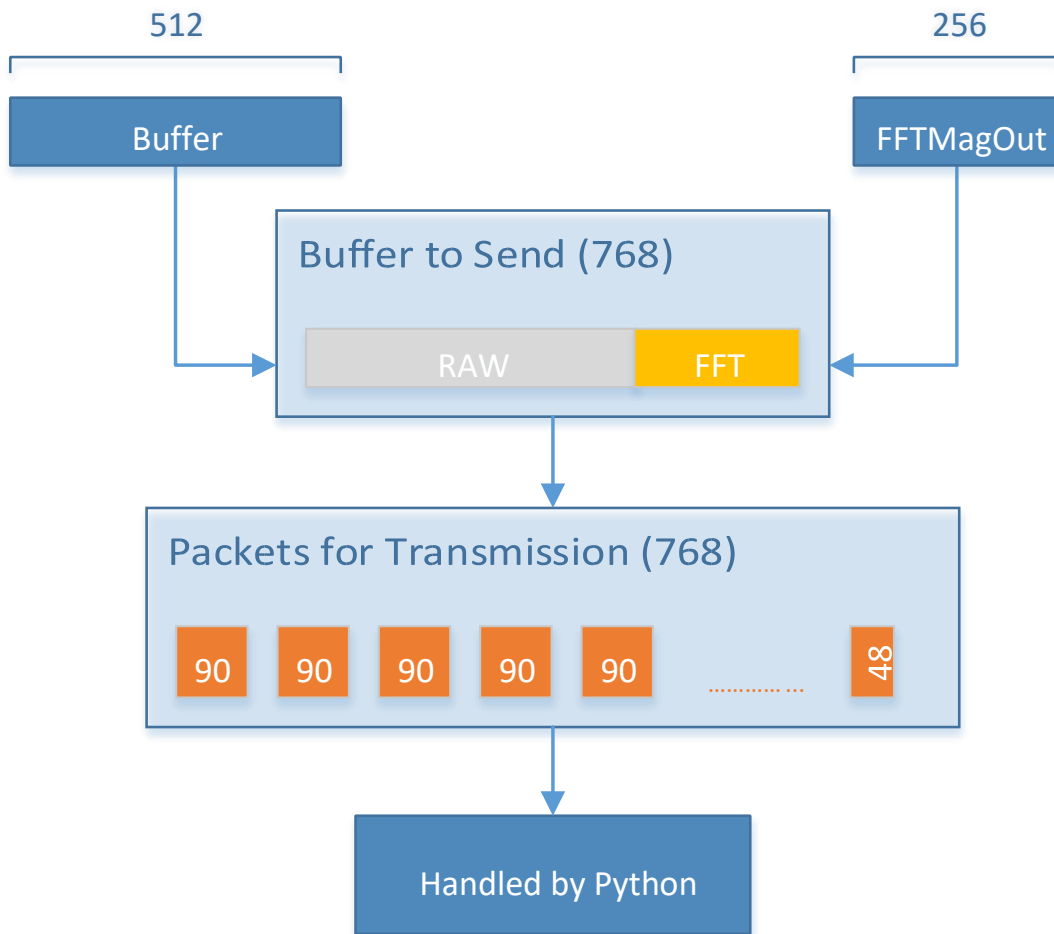 512
256
Buffer
FFTMagOut
Buffer to Send (768)
RAW
FFT
Packets for Transmission (768)
90
90
90
90
90
............ ...
48
Handled by Python